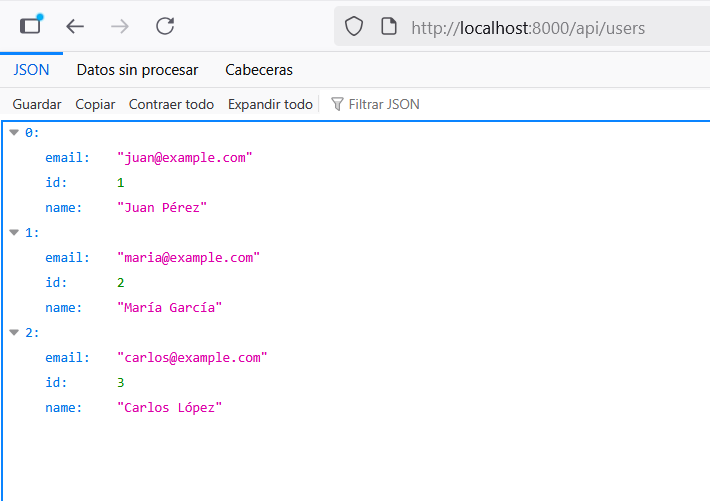 http://localhost:8000/api/users
JSON Datos sin procesar Cabeceras
Guardar Copiar Contraer todo Expandir todo Filtrar JSON
0:
email: "juan@example.com"
id: 1
name: "Juan Pérez"
1:
email: "maria@example.com"
id: 2
name: "María García"
2:
email: "carlos@example.com"
id: 3
name: "Carlos López"